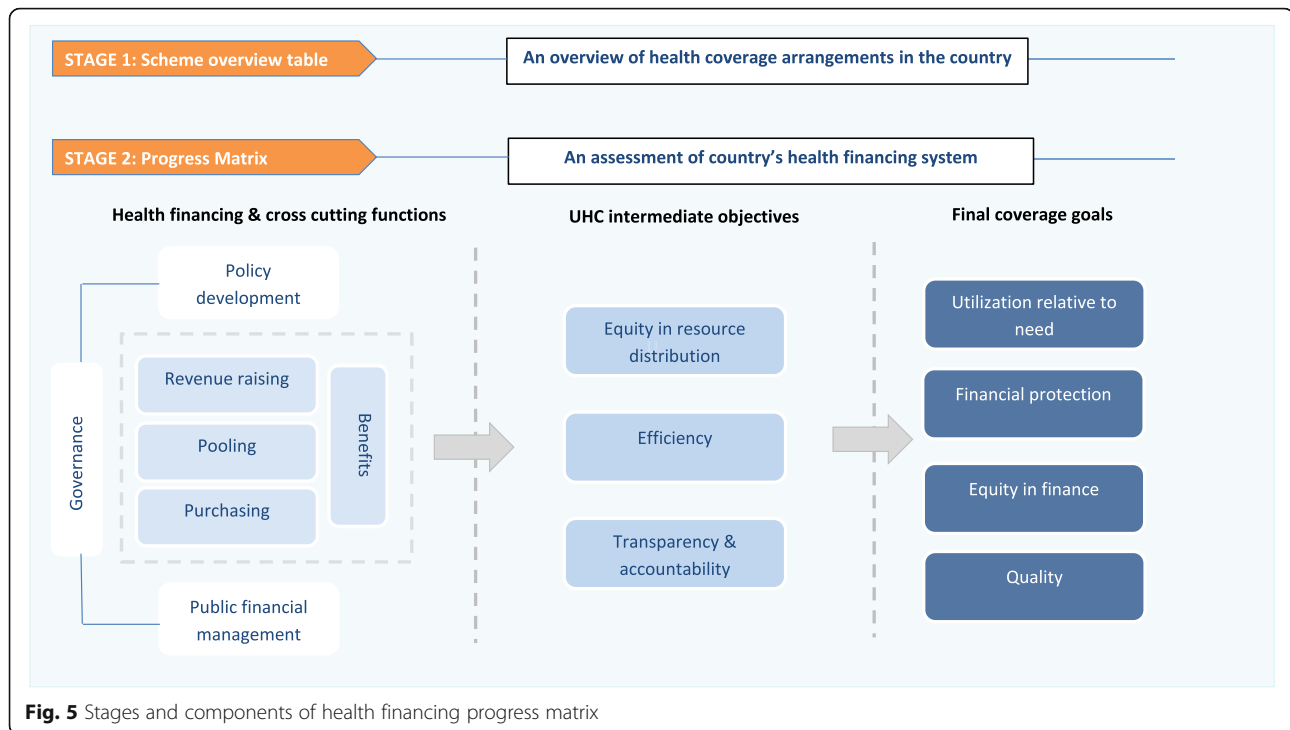 STAGE 1: Scheme overview table
An overview of health coverage arrangements in the country
STAGE 2: Progress Matrix
An assessment of country's health financing system
Health financing & cross cutting functions
UHC intermediate objectives
Final coverage goals
Governance
Policy
development
Revenue raising
Pooling
Purchasing
Benefits
Public financial
management
Equity in resource
distribution
Efficiency
Transparency &
accountability
Utilization relative to
need
Financial protection
Equity in finance
Quality
Fig. 5 Stages and components of health financing progress matrix